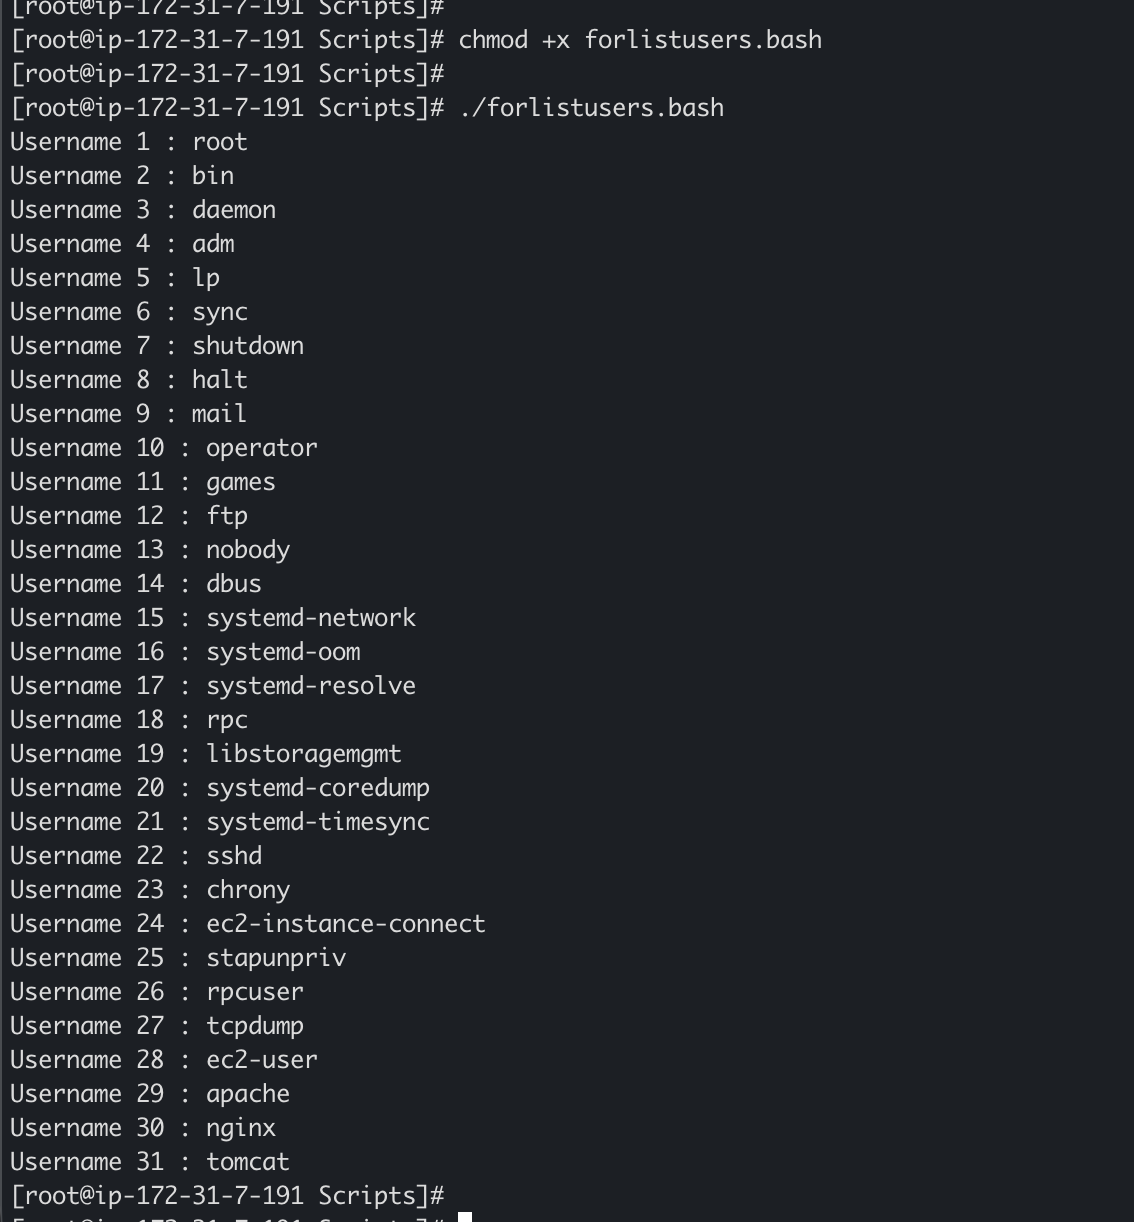 [root@ip-172-31-7-191 Scripts]#
[root@ip-172-31-7-191 Scripts]# chmod +x forlistusers.bash
[root@ip-172-31-7-191 Scripts]#
[root@ip-172-31-7-191 Scripts]# ./forlistusers.bash
Username 1 : root
Username 2 : bin
Username 3 : daemon
Username 4 : adm
Username 5 : lp
Username 6 : sync
Username 7 : shutdown
Username 8 : halt
Username 9 : mail
Username 10 : operator
Username 11 : games
Username 12 : ftp
Username 13 : nobody
Username 14 : dbus
Username 15 : systemd-network
Username 16 : systemd-oom
Username 17 : systemd-resolve
Username 18 : rpc
Username 19 : libstoragemgmt
Username 20 : systemd-coredump
Username 21 : systemd-timesync
Username 22 : sshd
Username 23 : chrony
Username 24 : ec2-instance-connect
Username 25 : stapunpriv
Username 26 : rpcuser
Username 27 : tcpdump
Username 28 : ec2-user
Username 29 : apache
Username 30 : nginx
Username 31 : tomcat
[root@ip-172-31-7-191 Scripts]#